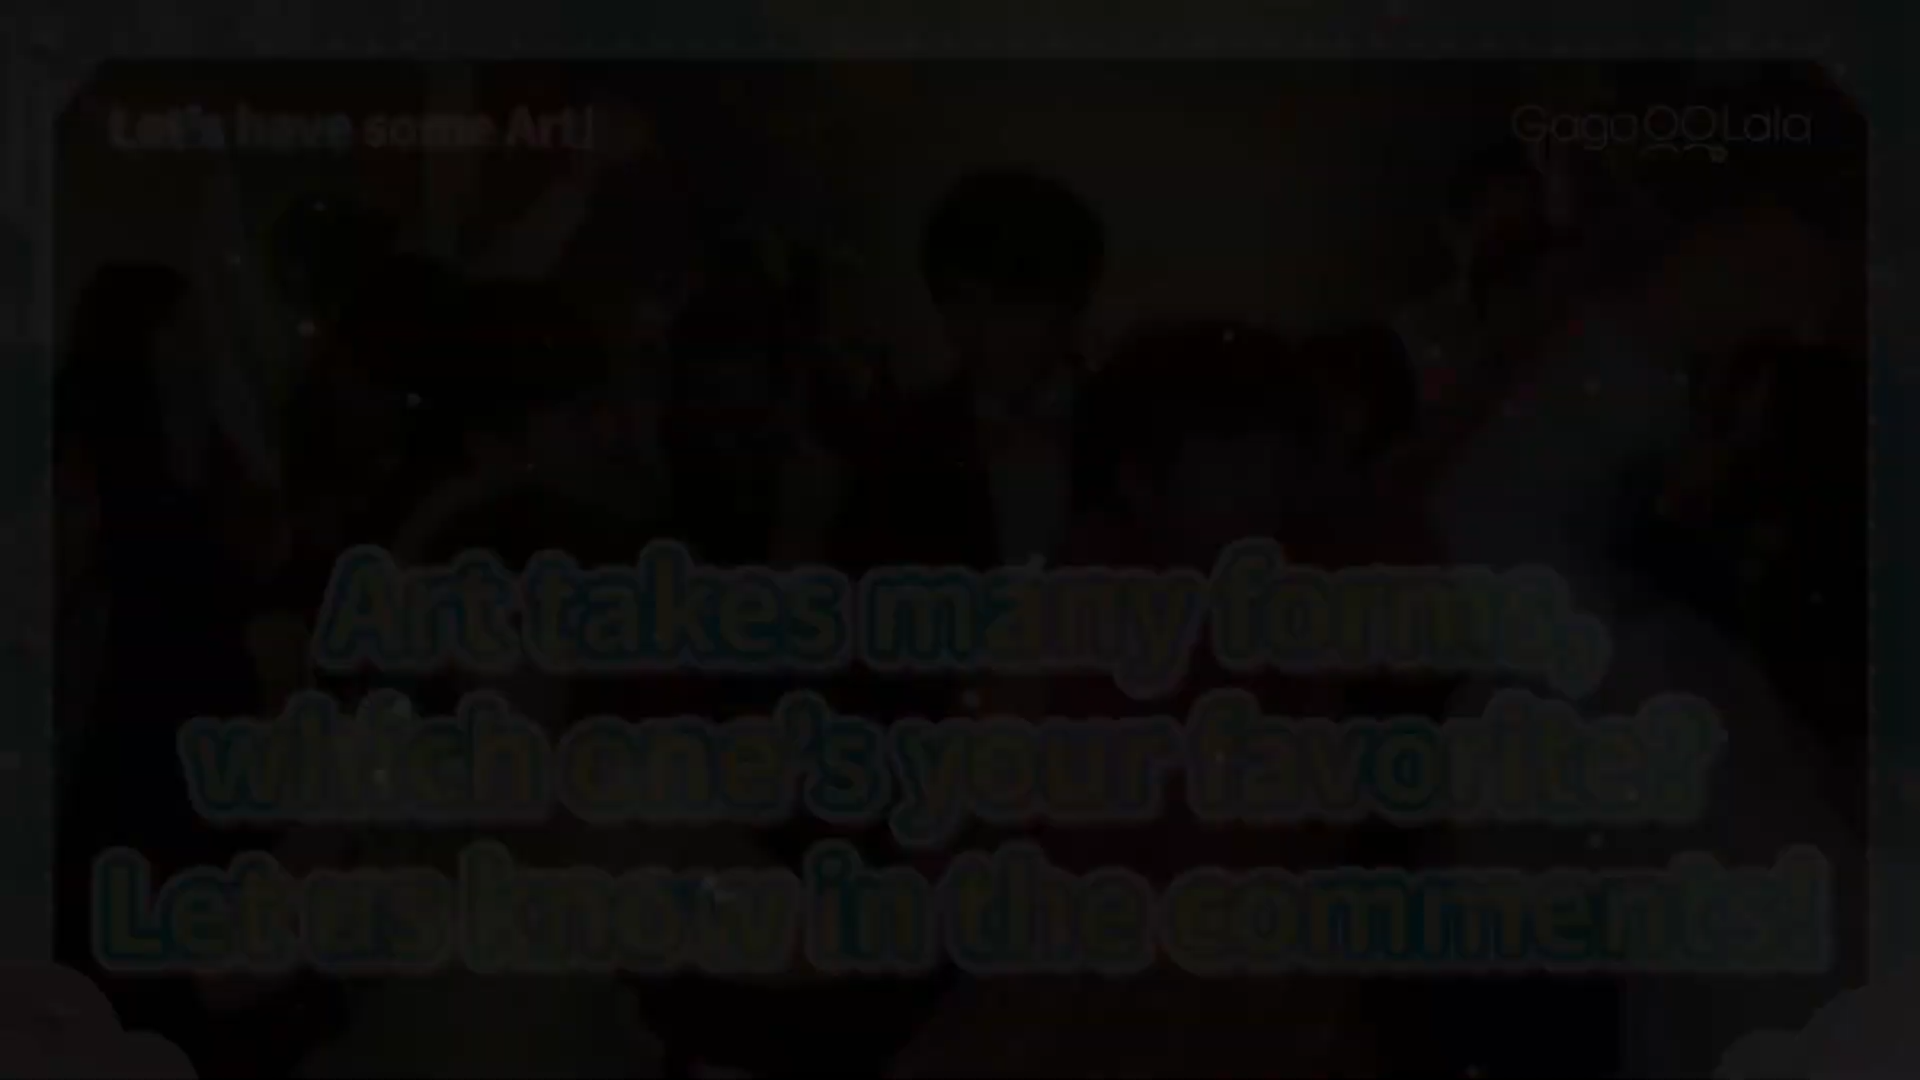 Let's have some Art!
GagaOOLala
Art takes many forms,
which one's your favorite?
Let us know in the comments!